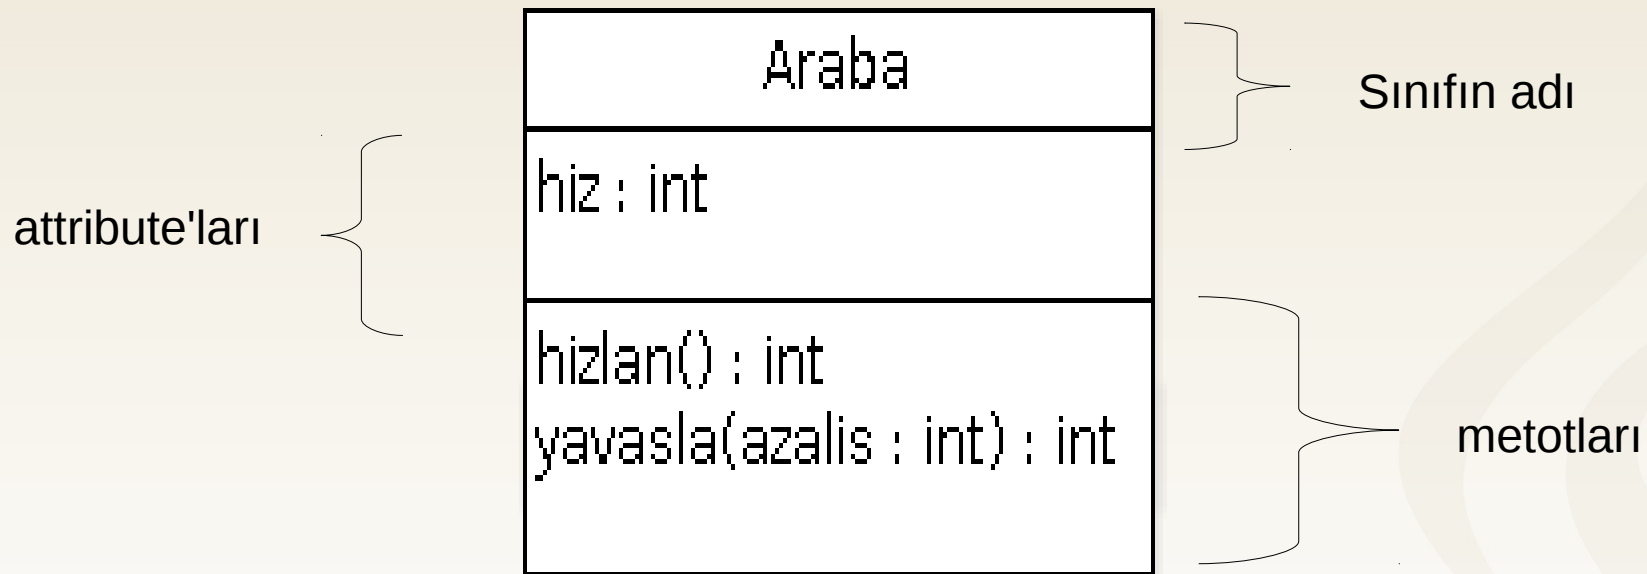 Araba
Sınıfın adı
hiz : int
attribute'ları
hizlan() : int
yavasla(azalis : int) : int
metotları